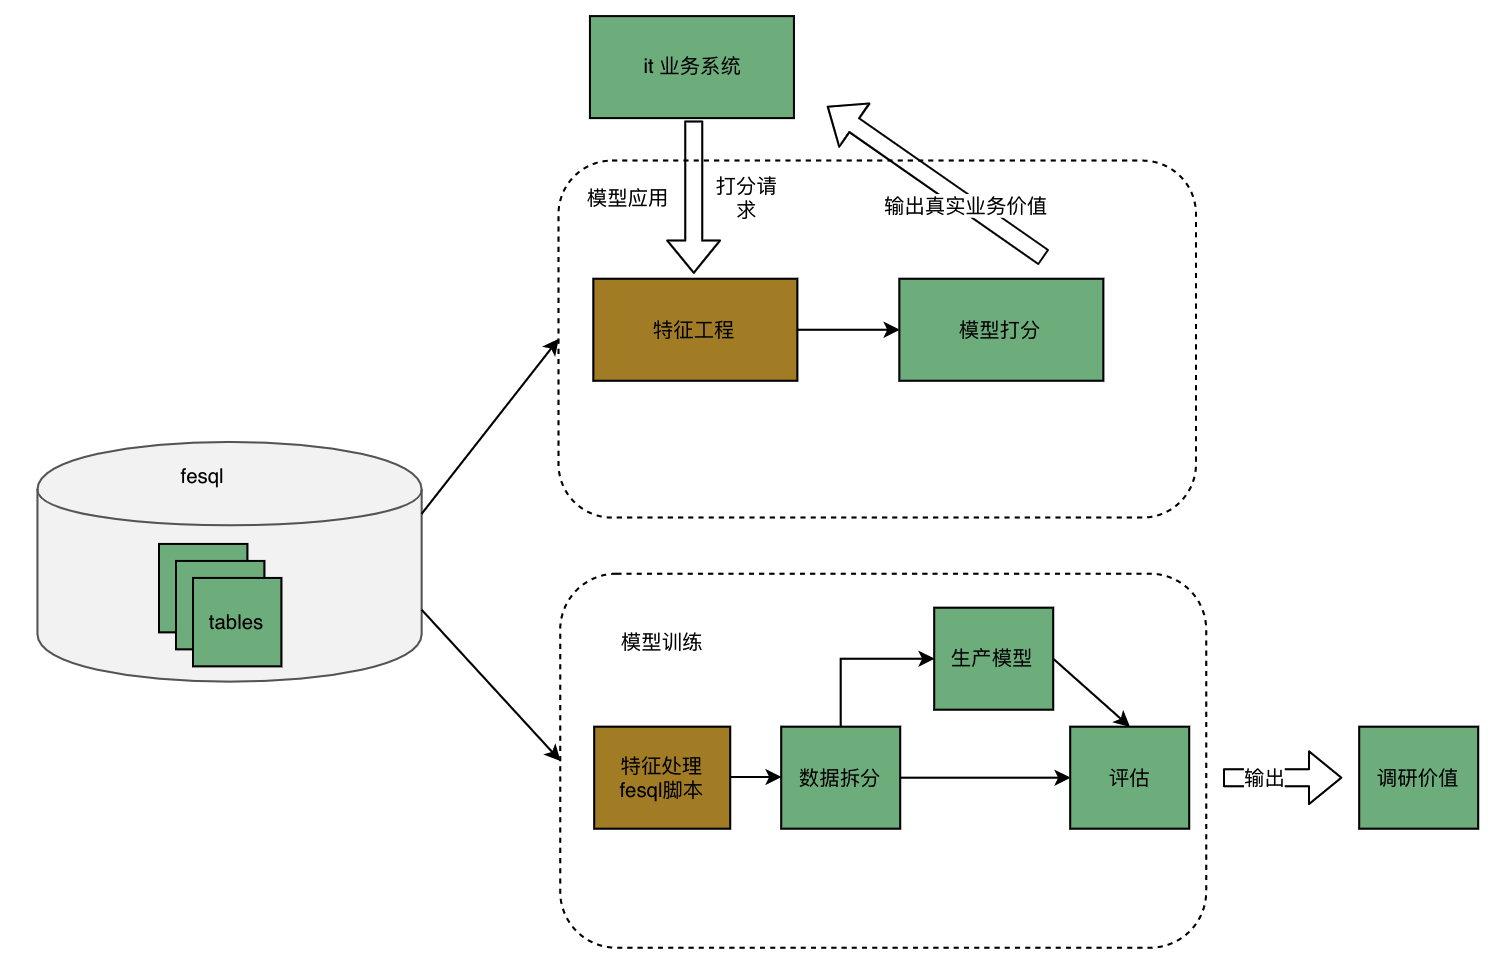 it 业务系统
模型应用
打分请
求
输出真实业务价值
特征工程
模型打分
fesql
tables
模型训练
生产模型
特征处理
fesql脚本
数据拆分
评估
输出
调研价值